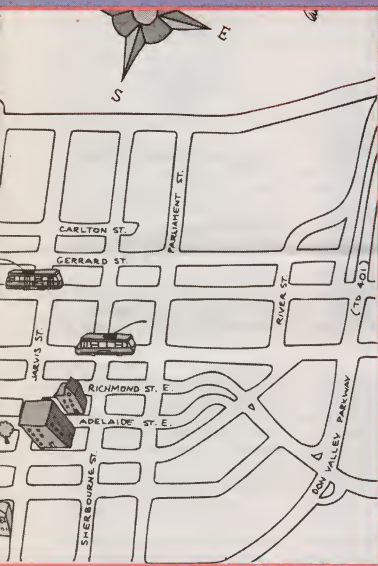 E
S
PARLIAMENT ST.
CARLTON ST.
GERRARD ST.
RIVER ST.
(TO 401)
JARVIS ST.
RICHMOND ST. E.
ADELAIDE ST. E.
DON VALLEY PARKWAY
SHERBOURNE ST.